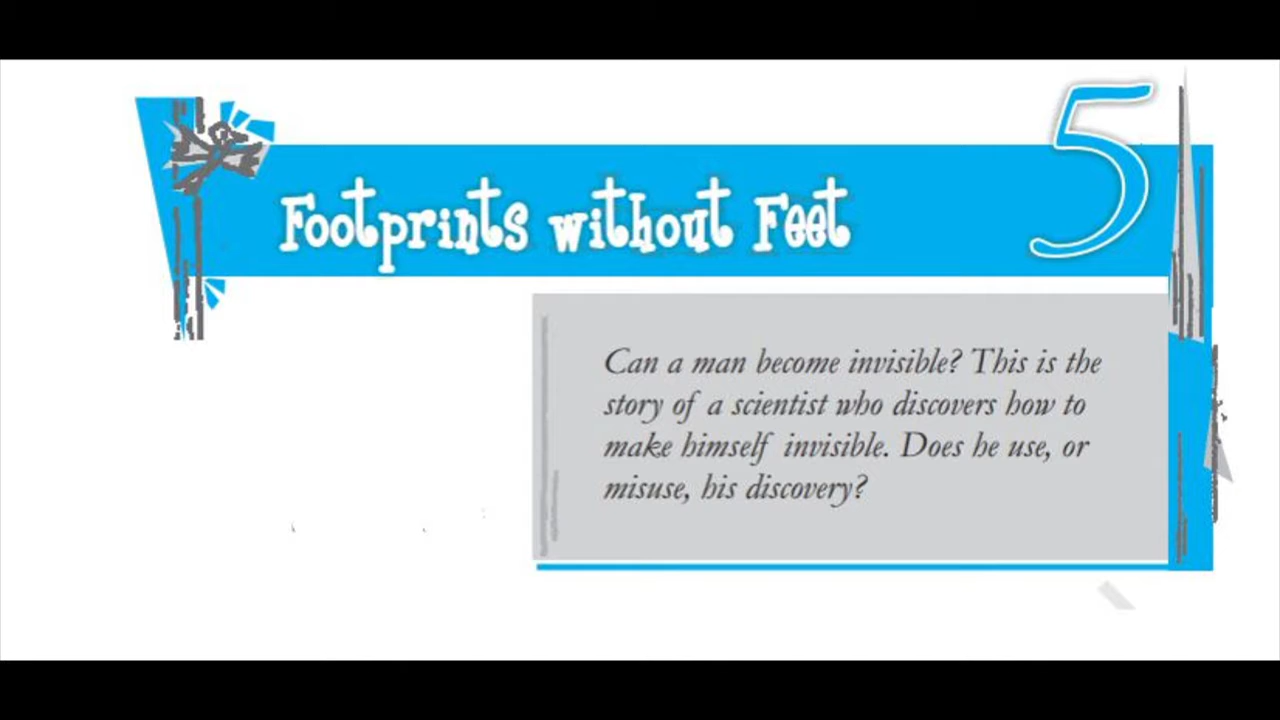 5
Footprints without Feet
Can a man become invisible? This is the
story of a scientist who discovers how to
make himself invisible. Does he use, or
misuse, his discovery?